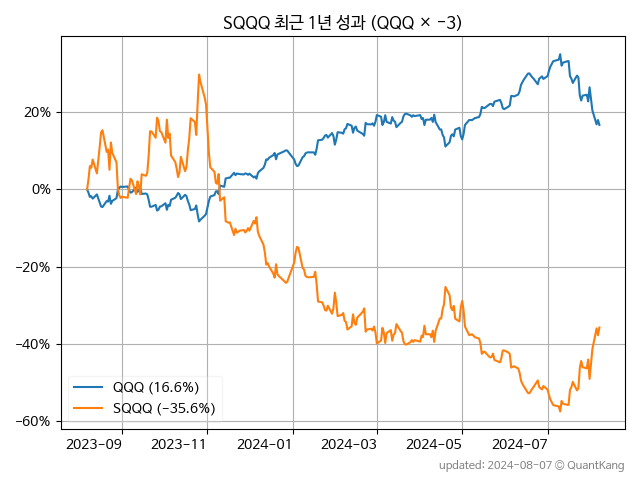 SQQQ 최근 1년 성과 (QQQ × −3)
20%
0%
−20%
−40%
−60%
QQQ (16.6%)
SQQQ (−35.6%)
2023−09
2023−11
2024−01
2024−03
2024−05
2024−07
updated: 2024−08−07 © QuantKang